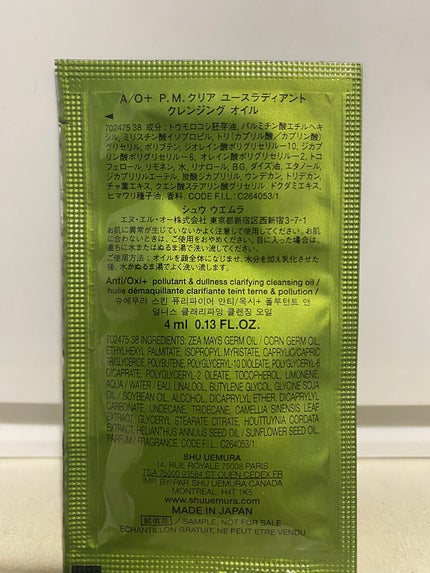 A/O+ P.M.クリア ユースラディアント
クレンジング オイル
702475 38 成分：トウモロコシ胚芽油, パルミチン酸エチルヘキ
シル, ミリスチン酸イソプロピル, トリ(カプリル酸／カプリン酸)
グリセリル, ポリブテン, ジオレイン酸ポリグリセリル－10, ジカプ
リン酸ポリグリセリル－6, オレイン酸ポリグリセリル－2, トコ
フェロール, リモネン, 水, リナロール, BG, ダイズ油, エタノール,
ジカプリリルエーテル, 炭酸ジカプリリル, ウンデカン, トリデカン,
チャ葉エキス, クエン酸ステアリン酸グリセリル, ドクダミエキス,
ヒマワリ種子油, 香料. CODE F.I.L.: C264053/1.
シュウ ウエムラ
エヌ・エル・オー株式会社 東京都新宿区西新宿3-7-1
お肌に異常が生じていないかよく注意して使用してください。お肌
に合わないときは、ご使用をおやめください。目に入った場合は、
直ちに水またはぬるま湯で洗い流してください。
ご使用方法：オイルを顔全体になませ、水分を加え乳化させた
後、水かぬるま湯でよく洗い流します。
Anti/Oxi+ pollutant & dullness clarifying cleansing oil /
huile démaquillante clarifiante teint terne & pollution /
슈에무라 스킨 퓨리파이어 안티/옥시+ 폴루턴트 앤
덜니스 클래리파잉 클렌징 오일
4 ml 0.13 FL.OZ.
702475 38 INGREDIENTS: ZEA MAYS GERM OIL / CORN GERM OIL,
ETHYLHEXYL PALMITATE, ISOPROPYL MYRISTATE, CAPRYLIC/CAPRIC
TRIGLYCERIDE, POLYBUTENE, POLYGLYCERYL-10 DIOLEATE, POLYGLYCERYL-6
DICAPRATE, POLYGLYCERYL-2 OLEATE, TOCOPHEROL, LIMONENE,
AQUA / WATER / EAU, LINALOOL, BUTYLENE GLYCOL, GLYCINE SOJA
OIL / SOYBEAN OIL, ALCOHOL, DICAPRYLYL ETHER, DICAPRYLYL
CARBONATE, UNDECANE, TRIDECANE, CAMELLIA SINENSIS LEAF
EXTRACT, GLYCERYL STEARATE CITRATE, HOUTTUYNIA CORDATA
EXTRACT, HELIANTHUS ANNUUS SEED OIL / SUNFLOWER SEED OIL,
PARFUM / FRAGRANCE. CODE F.I.L.: C264053/1.
SHU UEMURA
14, RUE ROYALE 75008 PARIS
TSA 75000 93584 ST OUEN CEDEX FR
IMP. BY/PAR SHU UEMURA CANADA
MONTREAL, H4T 1K5
www.shuuemura.com
MADE IN JAPAN
試供品 / SAMPLE, NOT FOR SALE
ECHANTILLON GRATUIT, NE PEUT ETRE VENDU